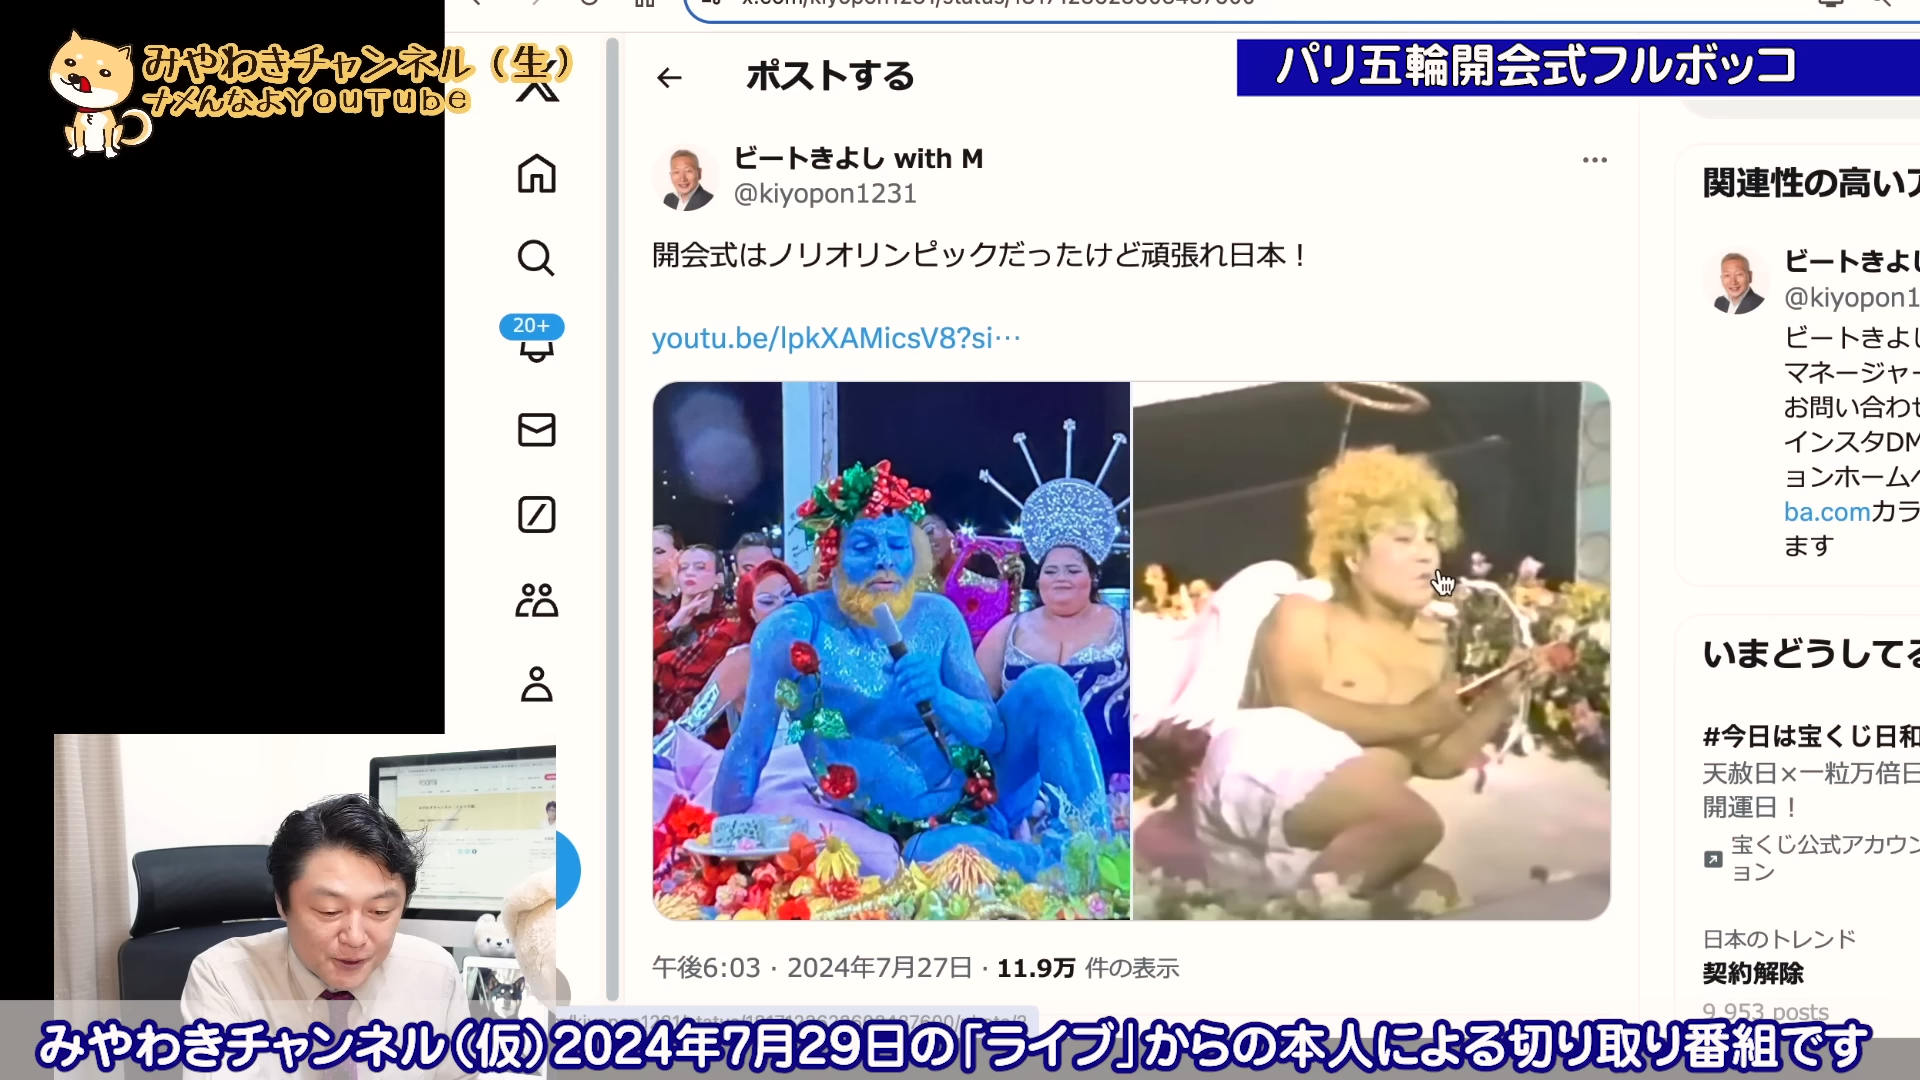 みやわきチャンネル（生）
ナメんなよYouTube
パリ五輪開会式フルボッコ
ポストする
ビートきよし with M
@kiyopon1231
開会式はノリオリンピックだったけど頑張れ日本！
youtu.be/lpkXAMicsV8?si…
午後6:03 · 2024年7月27日 · 11.9万 件の表示
20+
関連性の高い
ビートきよし
@kiyopon1
ビートきよし
マネージャー
お問い合わせ
インスタDM
ョンホームペ
ba.comカラ
ます
いまどうしてる
#今日は宝くじ日和
天赦日×一粒万倍日
開運日！
宝くじ公式アカウン
ョン
日本のトレンド
契約解除
9,953 posts
みやわきチャンネル（仮）2024年7月29日の「ライブ」からの本人による切り取り番組です